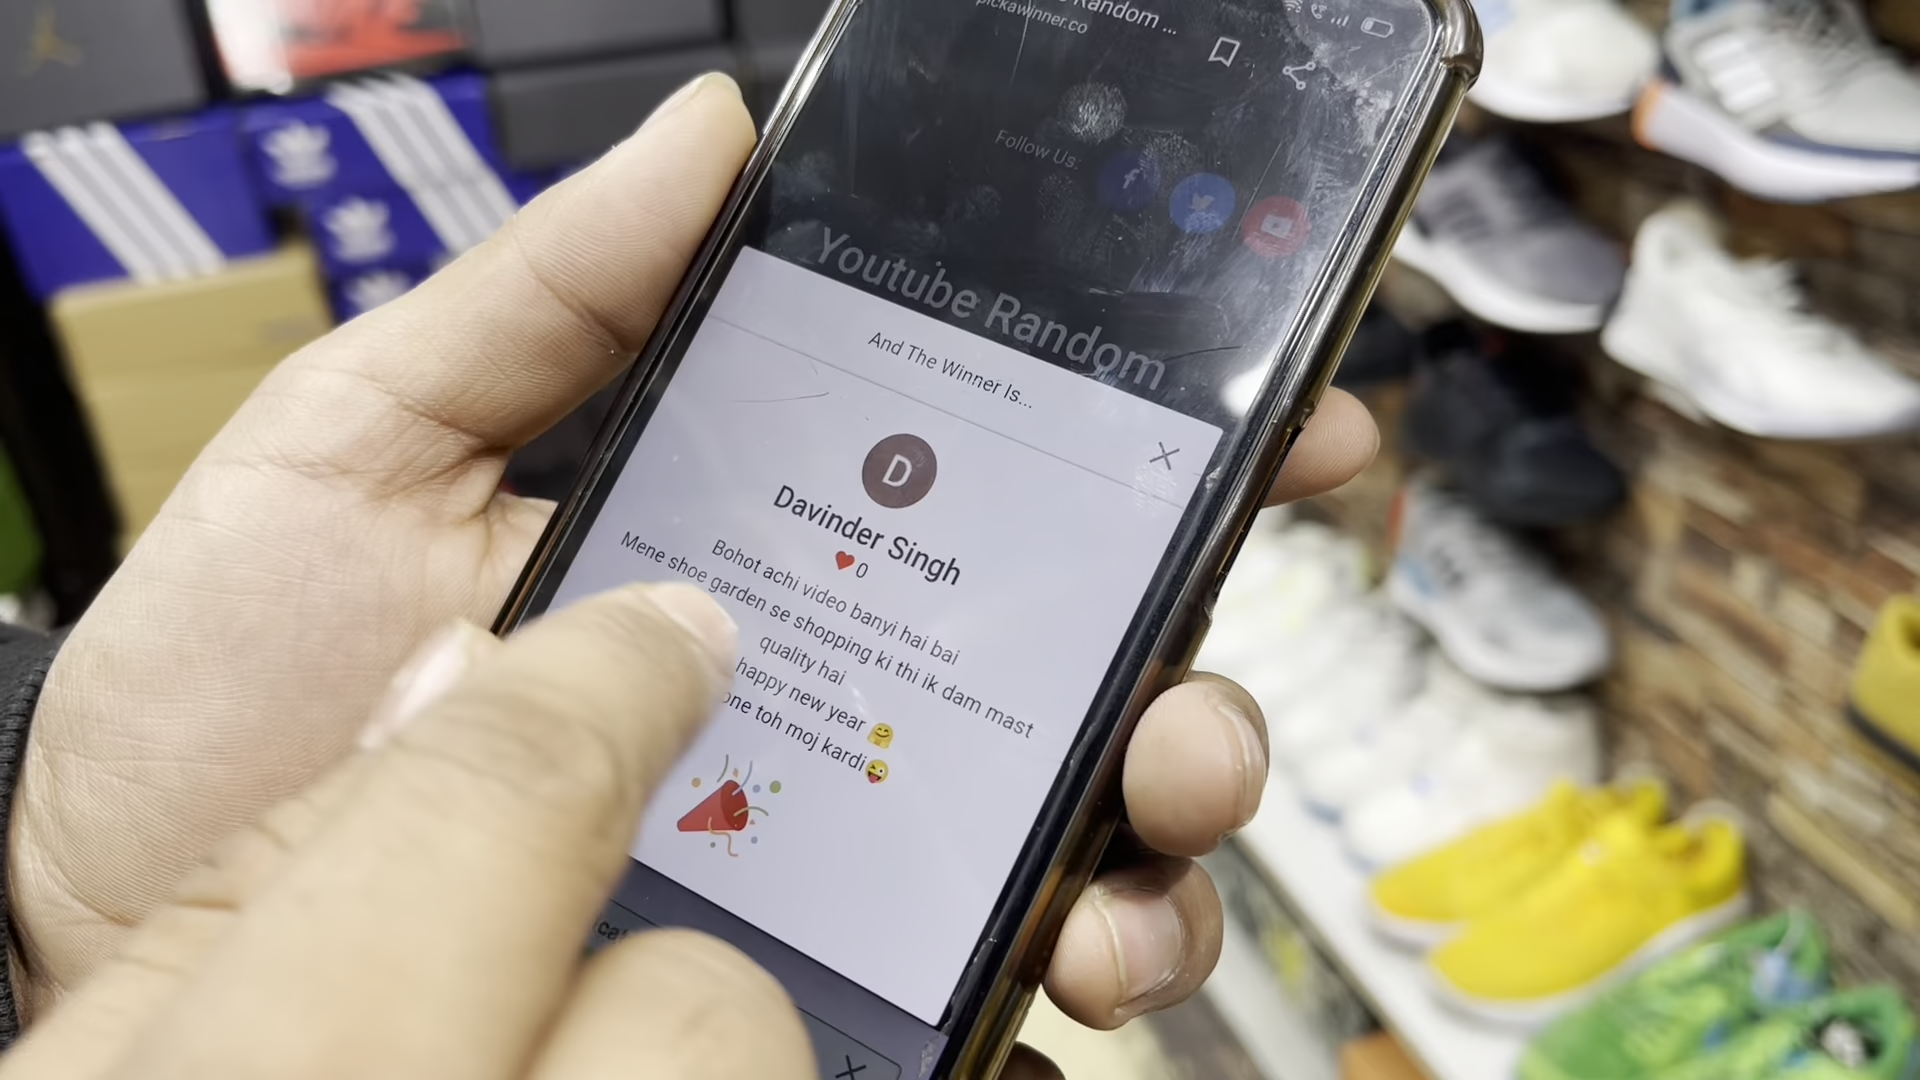 Random ...
pickawinner.co
Follow Us:
Youtube Random
And The Winner Is...
D
Davinder Singh
0
Bohot achi video banyi hai bai
Mene shoe garden se shopping ki thi ik dam mast
quality hai
happy new year 🤗
one toh moj kardi😜